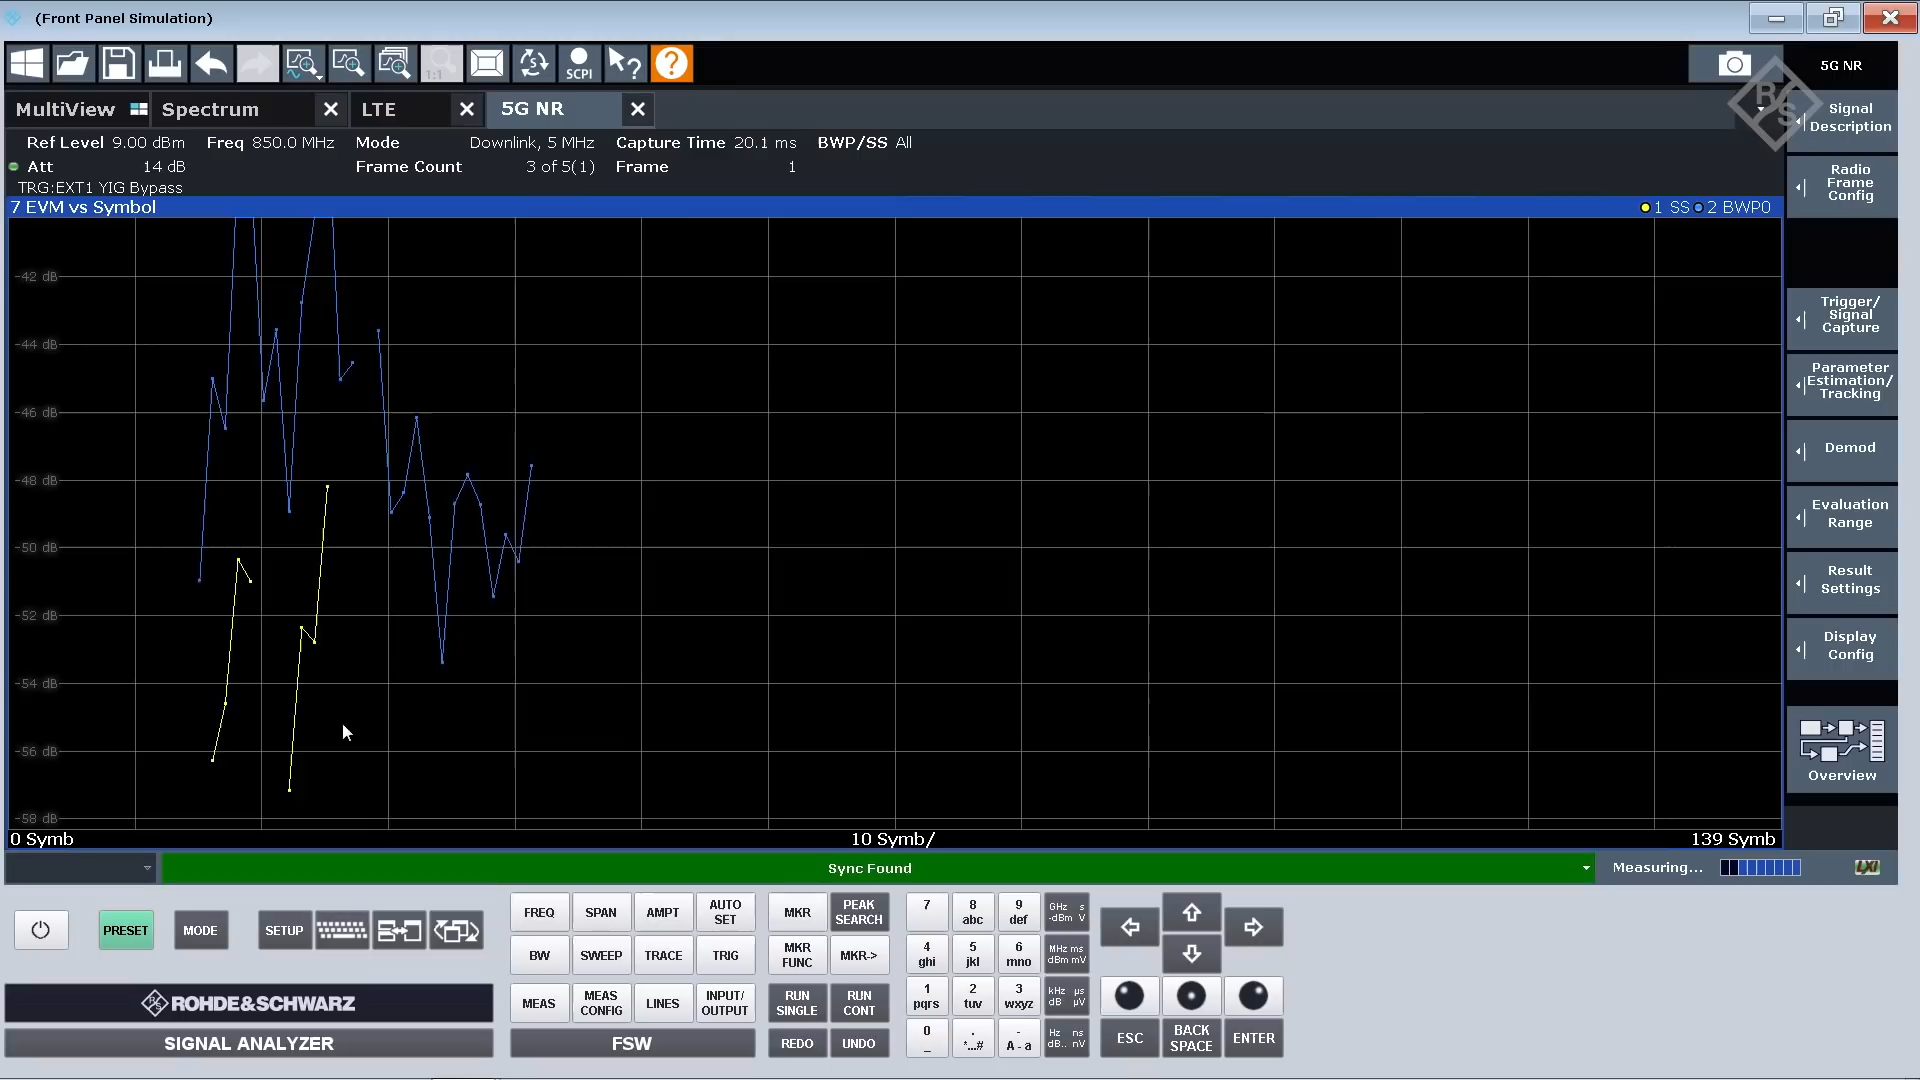 (Front Panel Simulation)
1:1
SCPI
?
?
5G NR
MultiView
Spectrum
LTE
5G NR
R S
Signal
Description
Ref Level 9.00 dBm Freq 850.0 MHz Mode Downlink, 5 MHz Capture Time 20.1 ms BWP/SS All
Att 14 dB Frame Count 3 of 5(1) Frame 1
TRG:EXT1 YIG Bypass
Radio
Frame
Config
7 EVM vs Symbol
1 SS 2 BWP0
-42 dB
-44 dB
-46 dB
-48 dB
-50 dB
-52 dB
-54 dB
-56 dB
-58 dB
Trigger/
Signal
Capture
Parameter
Estimation/
Tracking
Demod
Evaluation
Range
Result
Settings
Display
Config
Overview
0 Symb
10 Symb/
139 Symb
Sync Found
Measuring...
LXI
PRESET
MODE
SETUP
FREQ
SPAN
AMPT
AUTO
SET
MKR
PEAK
SEARCH
7
8
abc
9
def
GHz s
-dBm V
BW
SWEEP
TRACE
TRIG
MKR
FUNC
MKR->
4
ghi
5
jkl
6
mno
MHz ms
dBm mV
MEAS
MEAS
CONFIG
LINES
INPUT/
OUTPUT
RUN
SINGLE
RUN
CONT
1
pqrs
2
tuv
3
wxyz
kHz µs
dB µV
ROHDE&SCHWARZ
SIGNAL ANALYZER
FSW
REDO
UNDO
0
_
.
*...#
-
A - a
Hz ns
dB.. nV
ESC
BACK
SPACE
ENTER